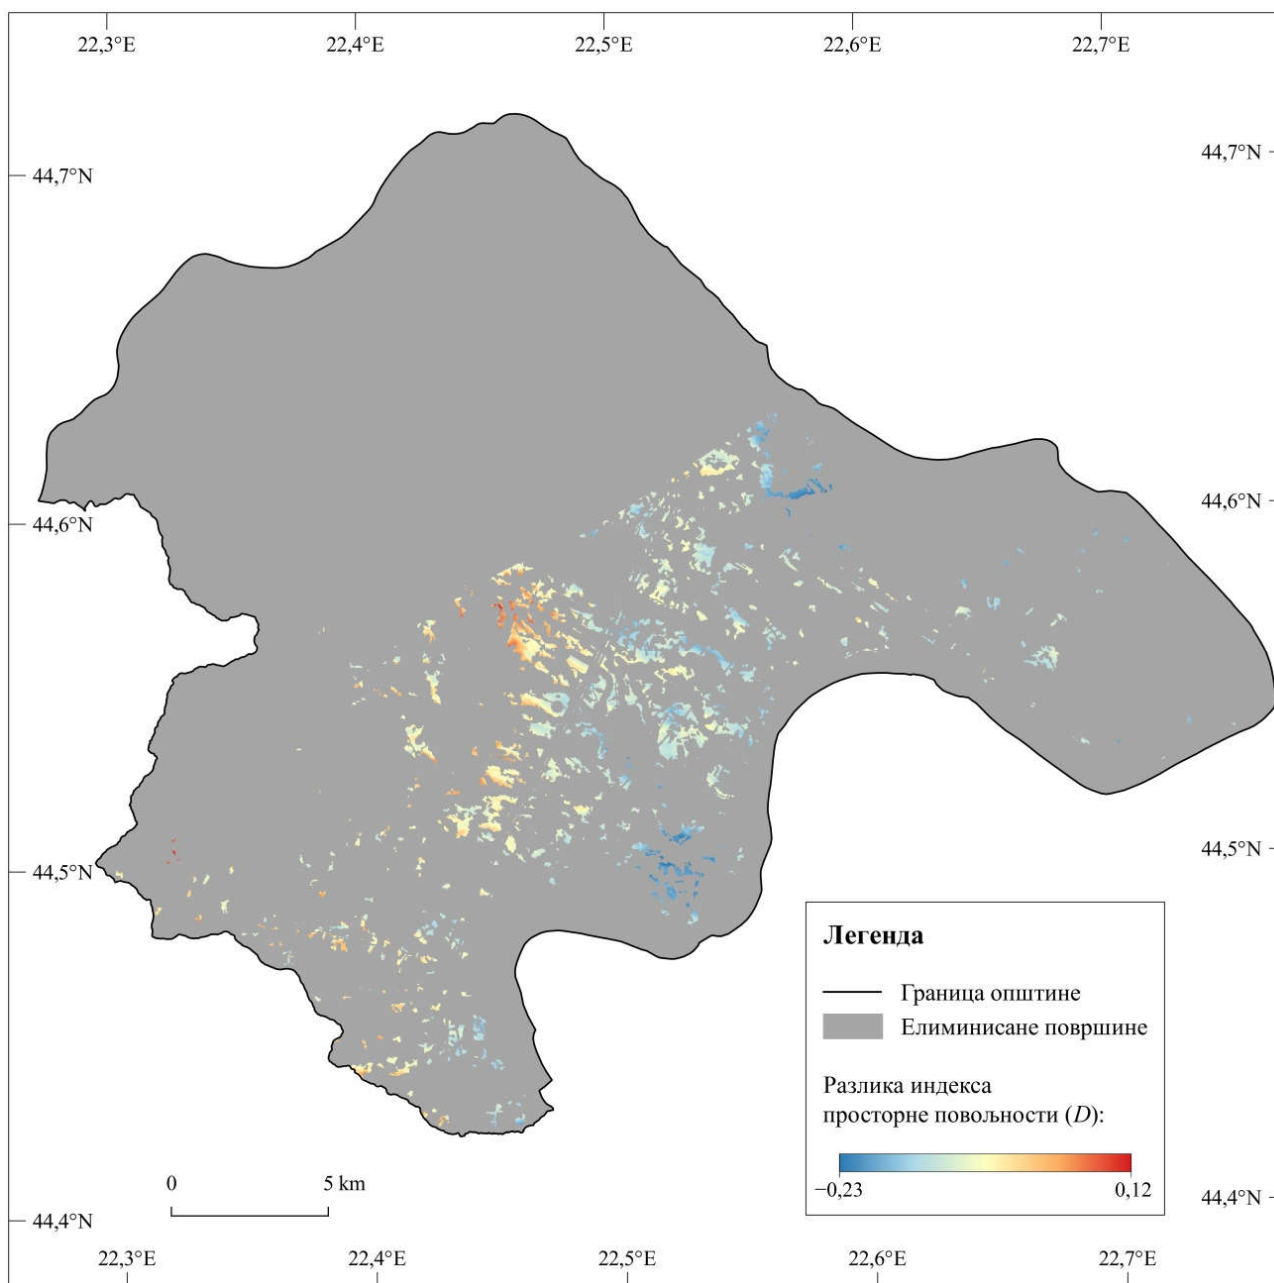 22,3°E 22,4°E 22,5°E 22,6°E 22,7°E
44,7°N 44,7°N
44,6°N 44,6°N
44,5°N 44,5°N
Легенда
Граница општине
Елиминисане површине
Разлика индекса
просторне повољности (D):
−0,23 0,12
0 5 km
44,4°N 44,4°N
22,3°E 22,4°E 22,5°E 22,6°E 22,7°E